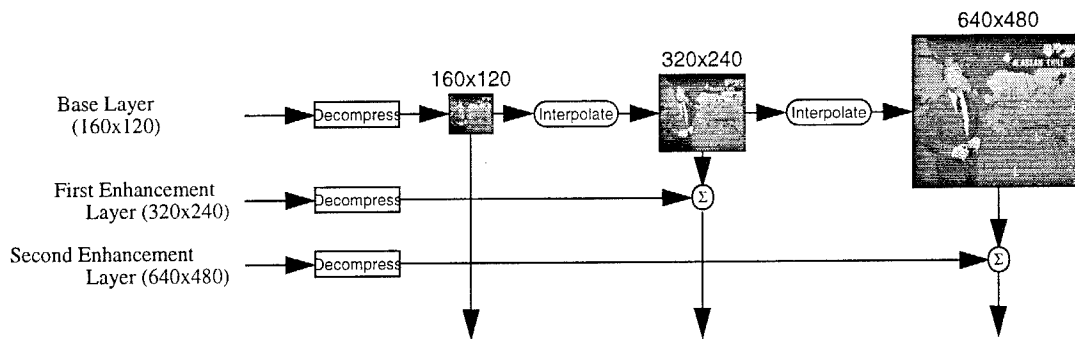 640x480
320x240
160x120
Base Layer
(160x120)
Decompress
Interpolate
Interpolate
First Enhancement
Layer (320x240)
Decompress
Σ
Second Enhancement
Layer (640x480)
Decompress
Σ